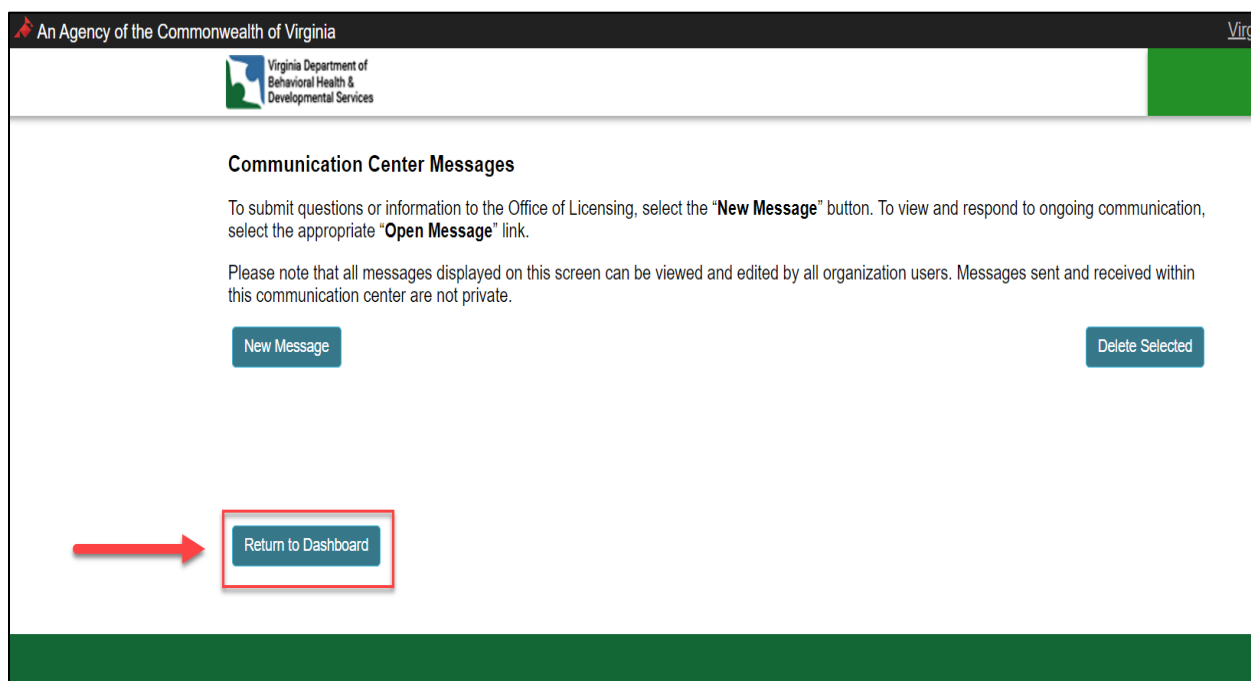 An Agency of the Commonwealth of Virginia
Virginia Department of
Behavioral Health &
Developmental Services
Communication Center Messages
To submit questions or information to the Office of Licensing, select the “New Message” button. To view and respond to ongoing communication,
select the appropriate “Open Message” link.
Please note that all messages displayed on this screen can be viewed and edited by all organization users. Messages sent and received within
this communication center are not private.
New Message
Delete Selected
Return to Dashboard